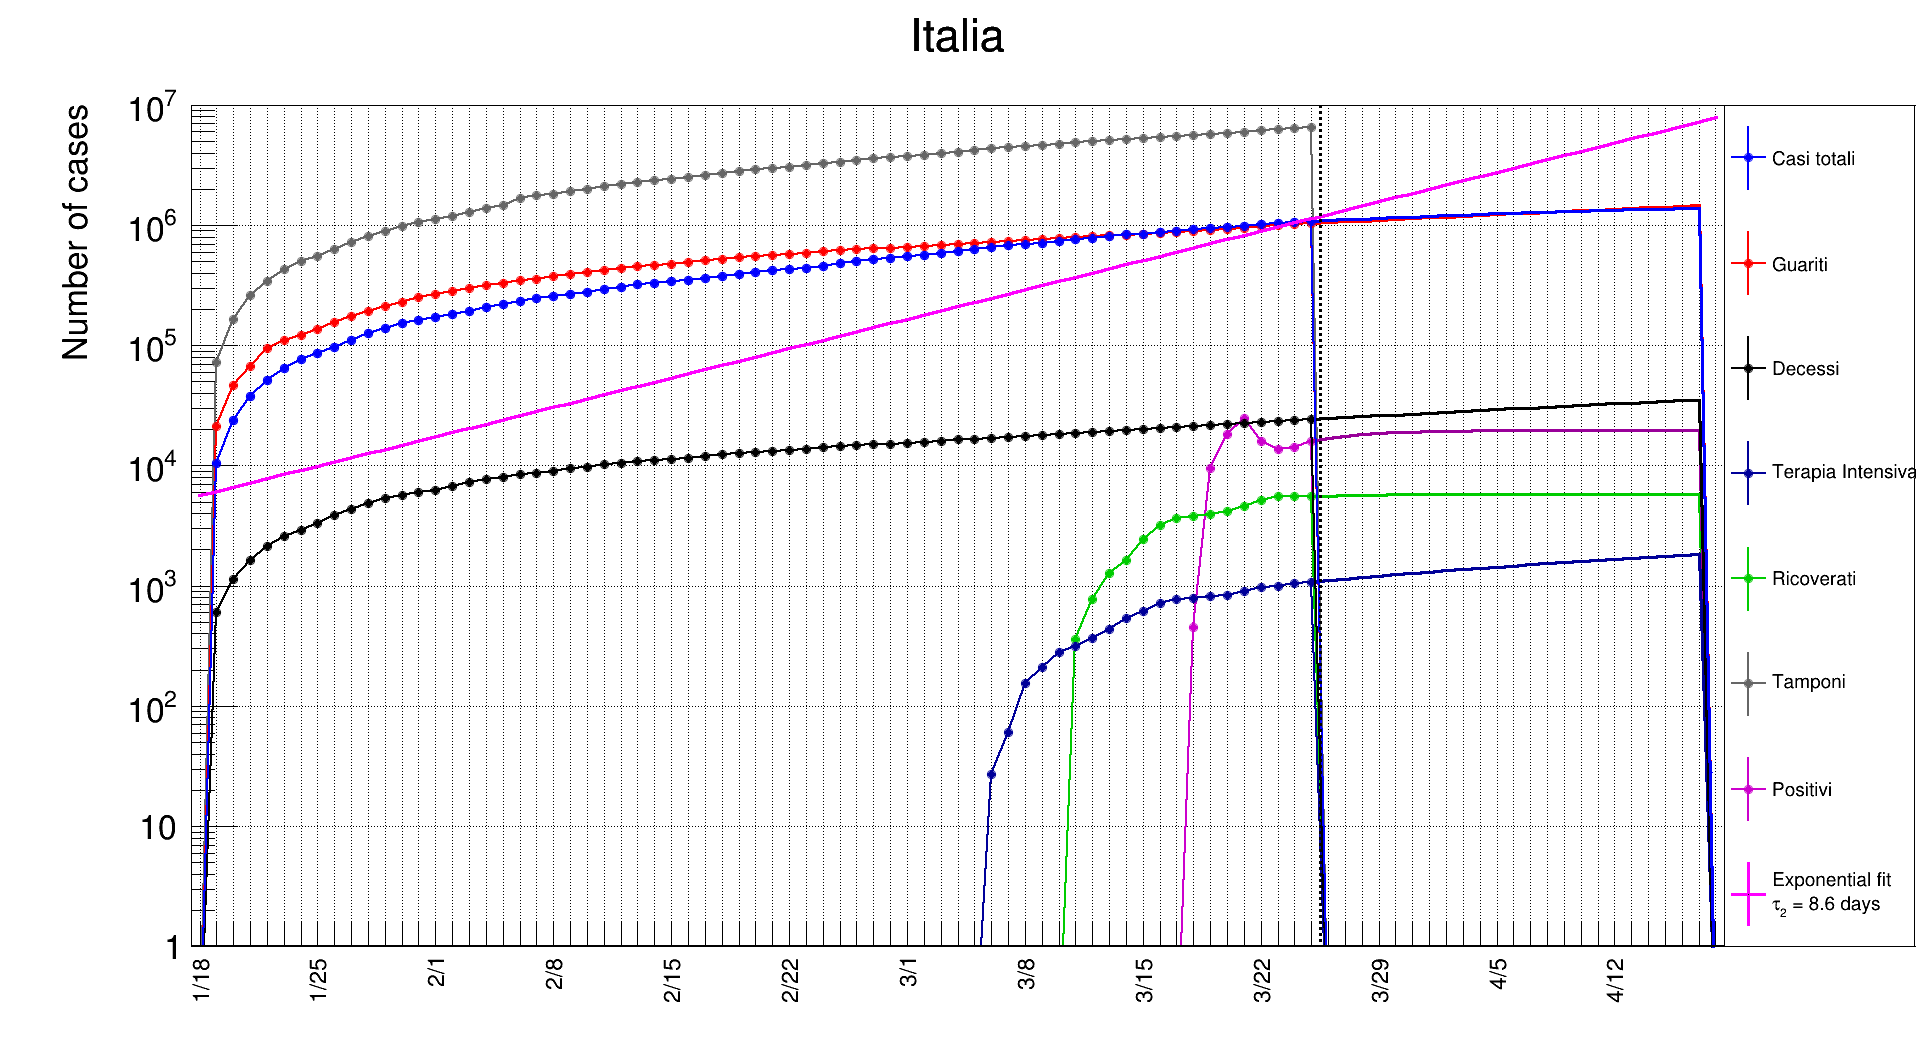 Italia
Number of cases
10^7
10^6
10^5
10^4
10^3
10^2
10
1
1/18
1/25
2/1
2/8
2/15
2/22
3/1
3/8
3/15
3/22
3/29
4/5
4/12
Casi totali
Guariti
Decessi
Terapia Intensiva
Ricoverati
Tamponi
Positivi
Exponential fit
τ₂ = 8.6 days